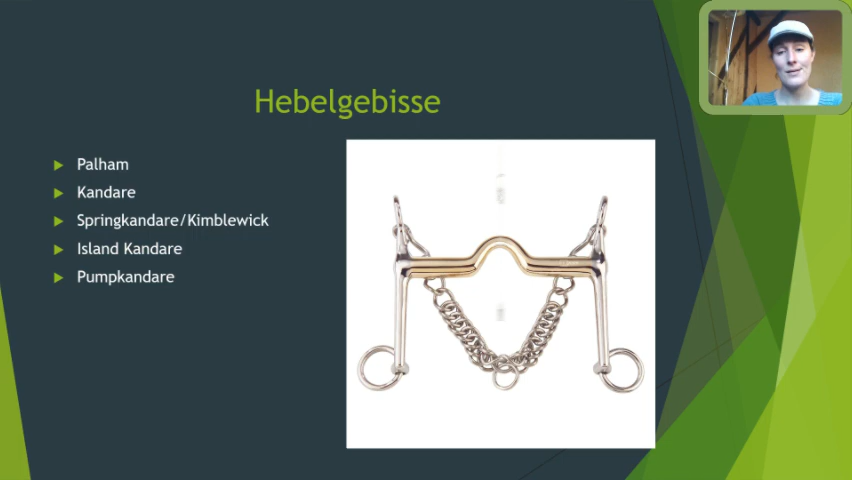 Hebelgebisse
Palham
Kandare
Springkandare/Kimblewick
Island Kandare
Pumpkandare